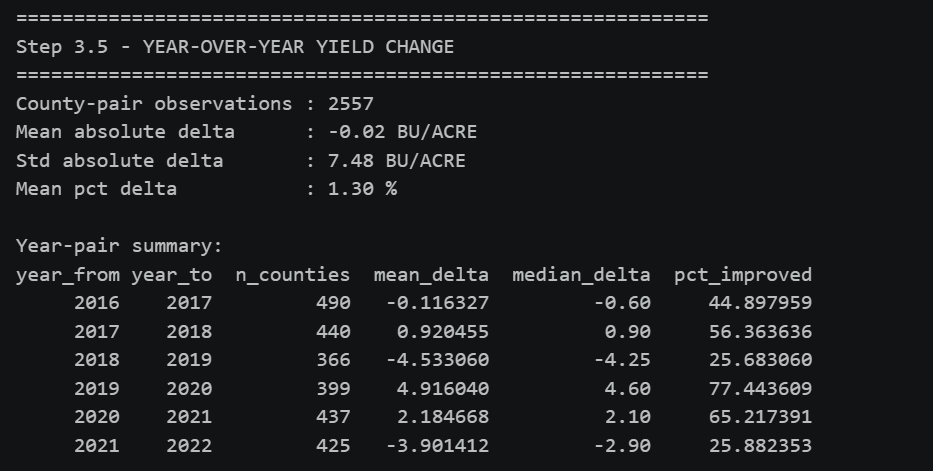 ============================================================
Step 3.5 - YEAR-OVER-YEAR YIELD CHANGE
============================================================
County-pair observations : 2557
Mean absolute delta      : -0.02 BU/ACRE
Std absolute delta       : 7.48 BU/ACRE
Mean pct delta           : 1.30 %

Year-pair summary:
year_from year_to  n_counties  mean_delta  median_delta  pct_improved
     2016    2017         490   -0.116327         -0.60     44.897959
     2017    2018         440    0.920455          0.90     56.363636
     2018    2019         366   -4.533060         -4.25     25.683060
     2019    2020         399    4.916040          4.60     77.443609
     2020    2021         437    2.184668          2.10     65.217391
     2021    2022         425   -3.901412         -2.90     25.882353